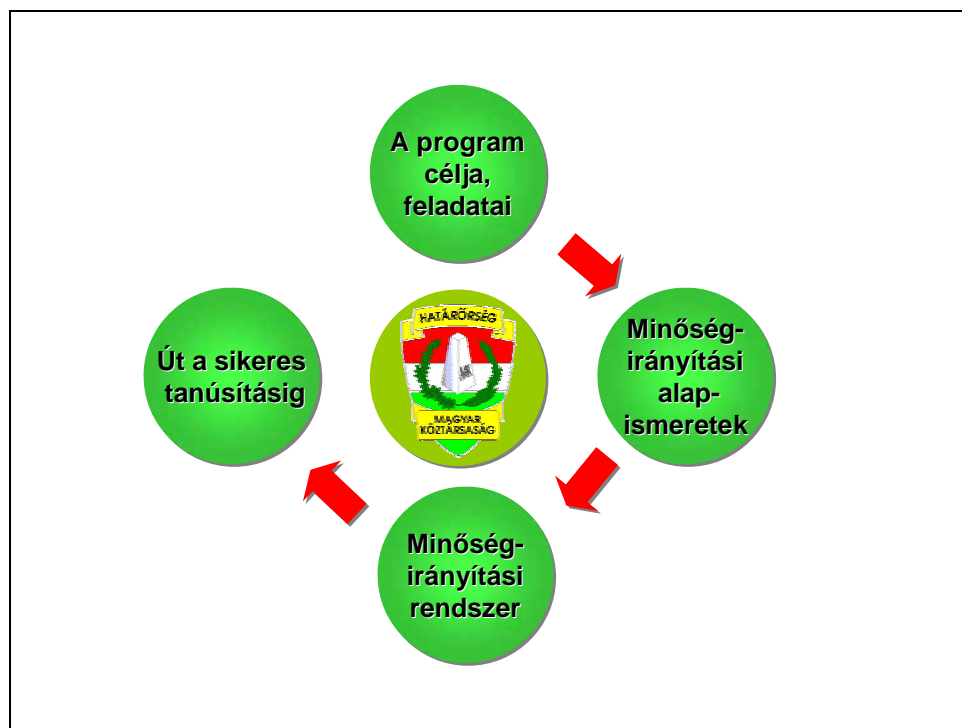 A program
célja,
feladatai
Minőség-
irányítási
alap-
ismeretek
Minőség-
irányítási
rendszer
Út a sikeres
tanúsításig
HATÁRŐRSÉG
MAGYAR
KÖZTÁRSASÁG